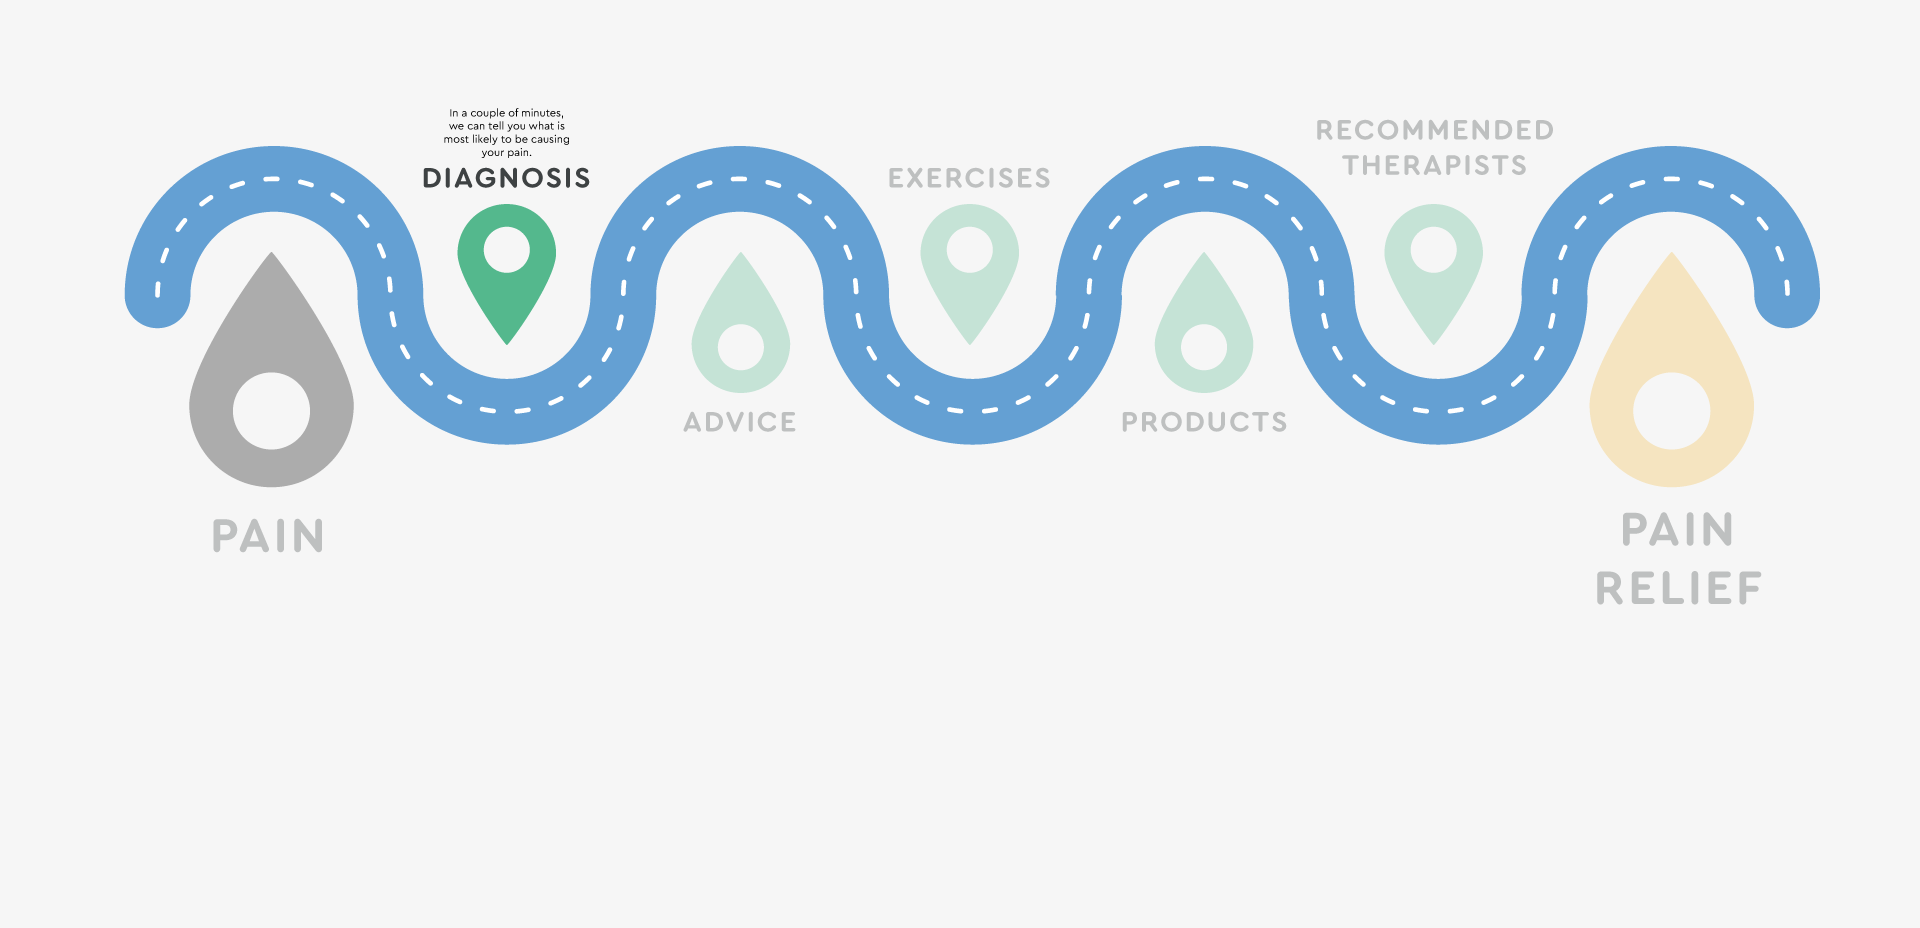 In a couple of minutes,
we can tell you what is
most likely to be causing
your pain.
DIAGNOSIS
EXERCISES
RECOMMENDED
THERAPISTS
ADVICE
PRODUCTS
PAIN
PAIN
RELIEF